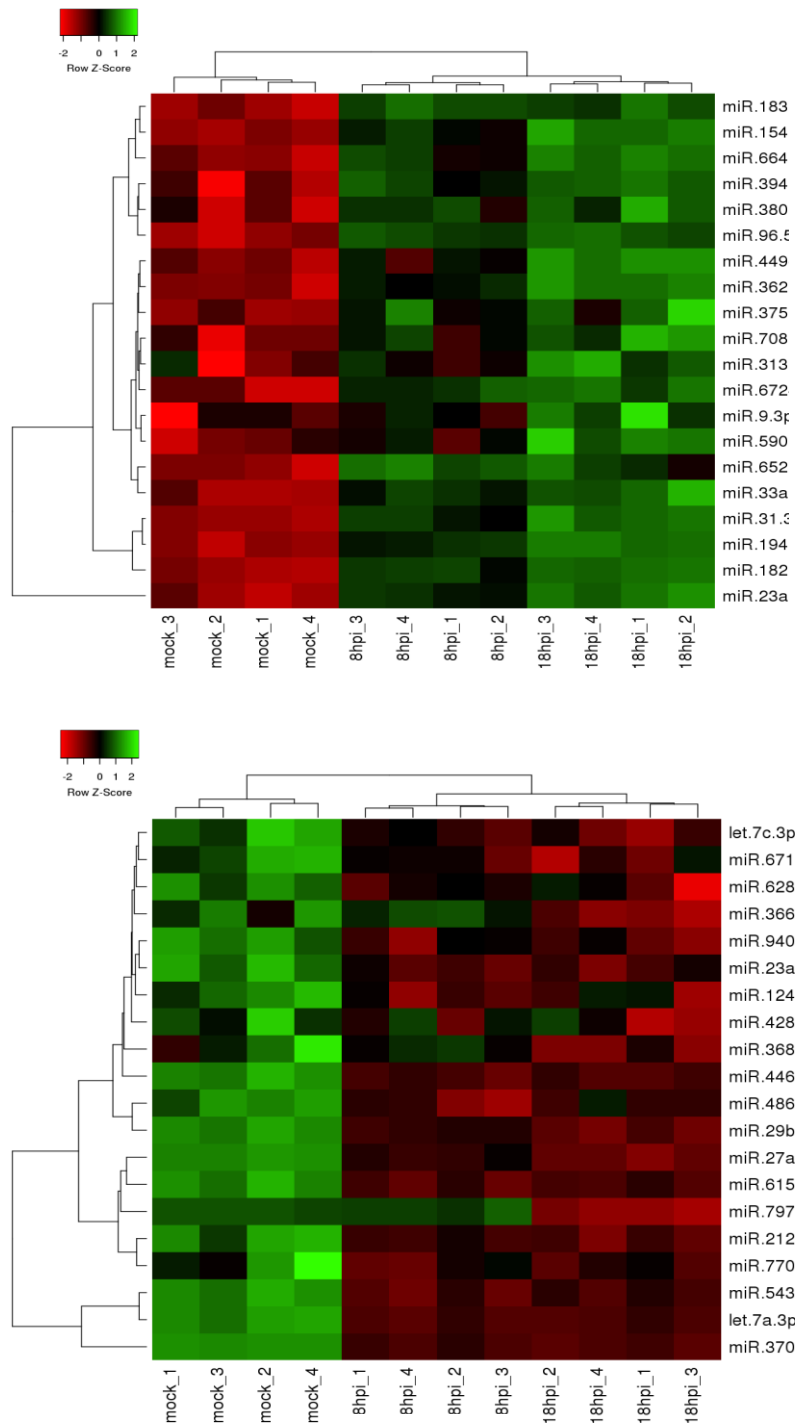 -2 0 1 2
Row Z-Score
miR.183
miR.154
miR.664
miR.394
miR.380
miR.96.5
miR.449
miR.362
miR.375
miR.708
miR.313
miR.672
miR.9.3p
miR.590
miR.652
miR.33a
miR.31.3
miR.194
miR.182
miR.23a
mock_3
mock_2
mock_1
mock_4
8hpi_3
8hpi_4
8hpi_1
8hpi_2
18hpi_3
18hpi_4
18hpi_1
18hpi_2
-2 0 1 2
Row Z-Score
let.7c.3p
miR.671
miR.628
miR.366
miR.940
miR.23a
miR.124
miR.428
miR.368
miR.446
miR.486
miR.29b
miR.27a
miR.615
miR.797
miR.212
miR.770
miR.543
let.7a.3p
miR.370
mock_1
mock_3
mock_2
mock_4
8hpi_1
8hpi_4
8hpi_2
8hpi_3
18hpi_2
18hpi_4
18hpi_1
18hpi_3